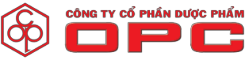 CÔNG TY CỔ PHẦN DƯỢC PHẨM
OPC